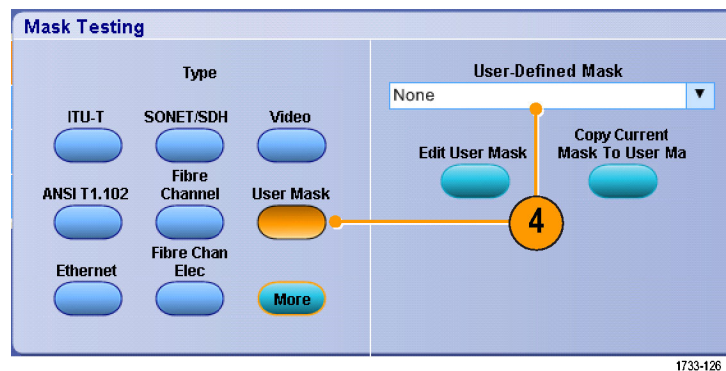 Mask Testing
Type
ITU-T
SONET/SDH
Video
ANSI T1.102
Fibre
Channel
User Mask
Ethernet
Fibre Chan
Elec
More
User-Defined Mask
None
Edit User Mask
Copy Current
Mask To User Ma
4
1733-126